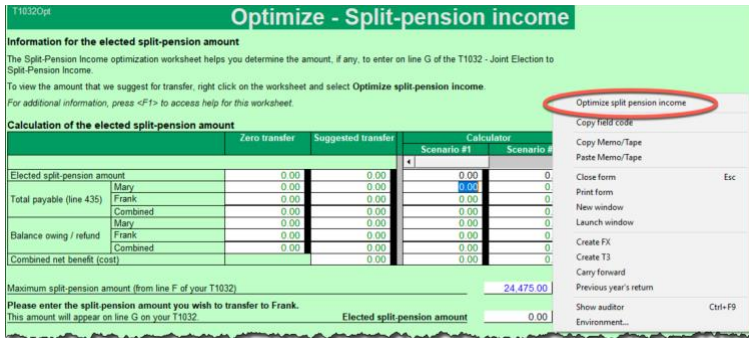 T1032Opt
Optimize - Split-pension income
Information for the elected split-pension amount
The Split-Pension Income optimization worksheet helps you determine the amount, if any, to enter on line G of the T1032 - Joint Election to
Split-Pension Income.
To view the amount that we suggest for transfer, right click on the worksheet and select Optimize split-pension income.
For additional information, press <F1> to access help for this worksheet.
Calculation of the elected split-pension amount
Zero transfer Suggested transfer Calculator
Scenario #1 Scenario #
Elected split-pension amount 0.00 0.00 0.00 0.
Total payable (line 435) Mary 0.00 0.00 0.00 0.
Frank 0.00 0.00 0.00 0.
Combined 0.00 0.00 0.00 0.
Balance owing / refund Mary 0.00 0.00 0.00 0.
Frank 0.00 0.00 0.00 0.
Combined 0.00 0.00 0.00 0.
Combined net benefit (cost) 0.00 0.00 0.
Maximum split-pension amount (from line F of your T1032) 24,475.00
Please enter the split-pension amount you wish to transfer to Frank.
This amount will appear on line G on your T1032. Elected split-pension amount 0.00
Optimize split pension income
Copy field code
Copy Memo/Tape
Paste Memo/Tape
Close form Esc
Print form
New window
Launch window
Create FX
Create T3
Carry forward
Previous year's return
Show auditor Ctrl+F9
Environment...